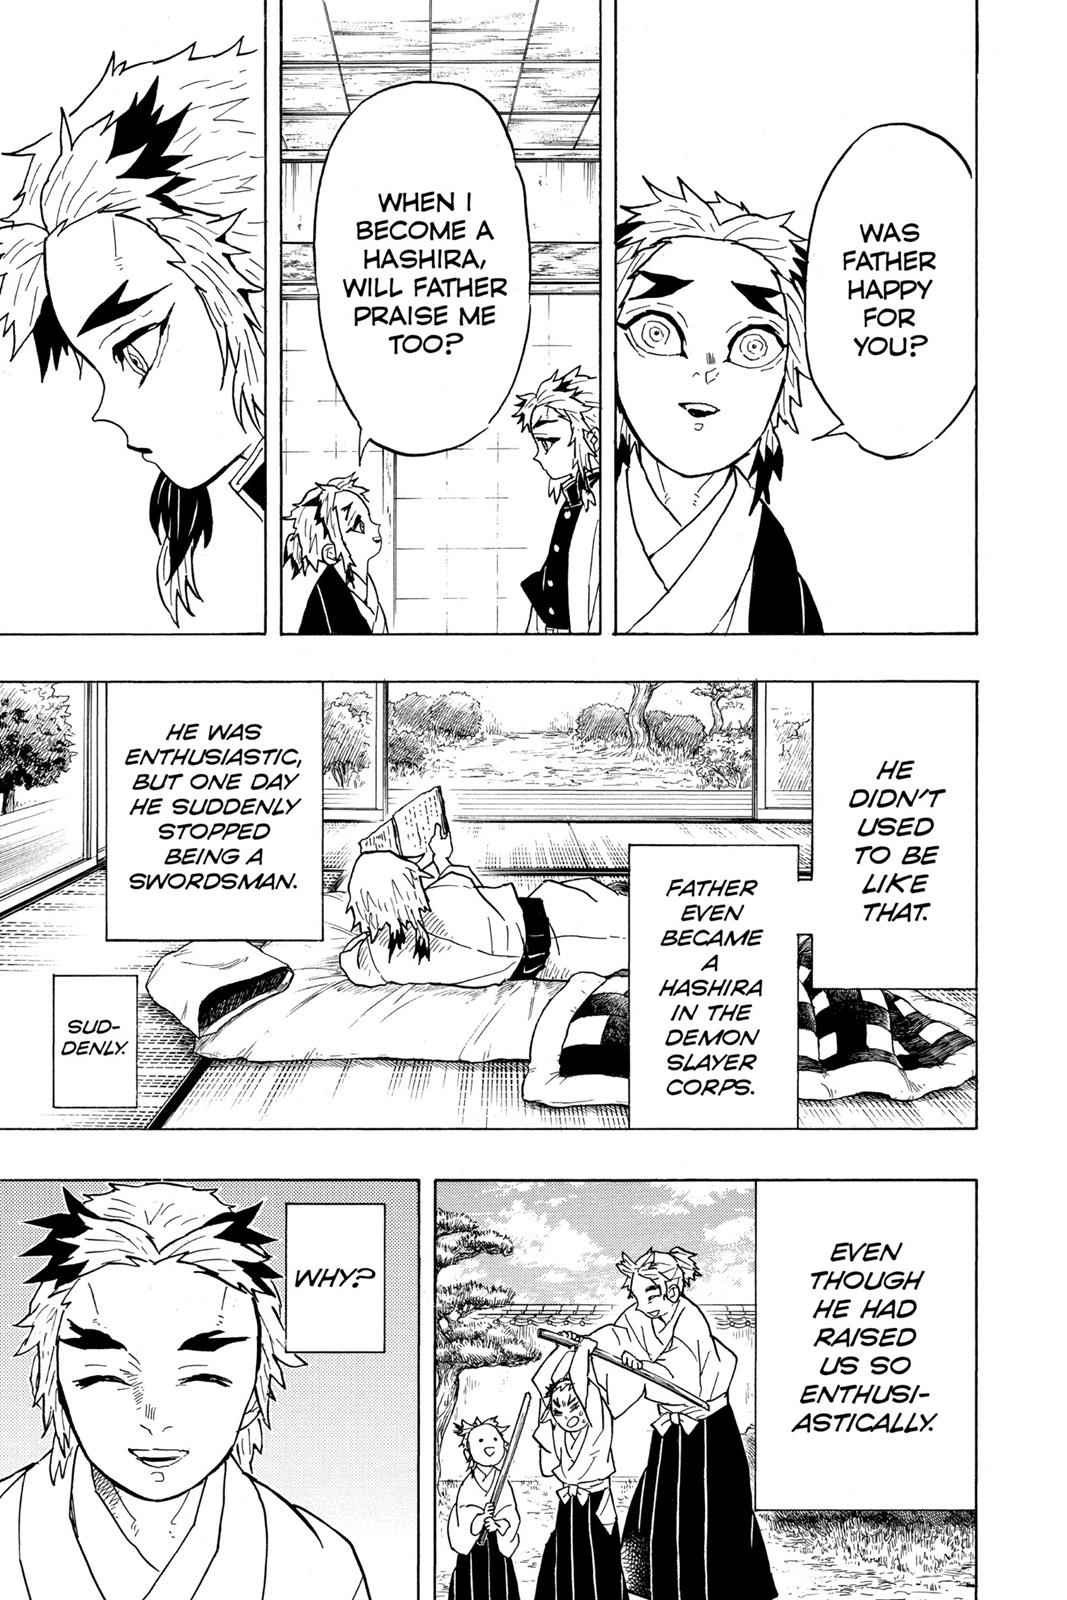 WAS
FATHER
HAPPY
FOR
YOU?
WHEN I
BECOME A
HASHIRA,
WILL FATHER
PRAISE ME
TOO?
HE
DIDN'T
USED
TO BE
LIKE
THAT.
FATHER
EVEN
BECAME
A
HASHIRA
IN THE
DEMON
SLAYER
CORPS.
HE WAS
ENTHUSIASTIC,
BUT ONE DAY
HE SUDDENLY
STOPPED
BEING A
SWORDSMAN.
SUD-
DENLY.
EVEN
THOUGH
HE HAD
RAISED
US SO
ENTHUSI-
ASTICALLY.
WHY?